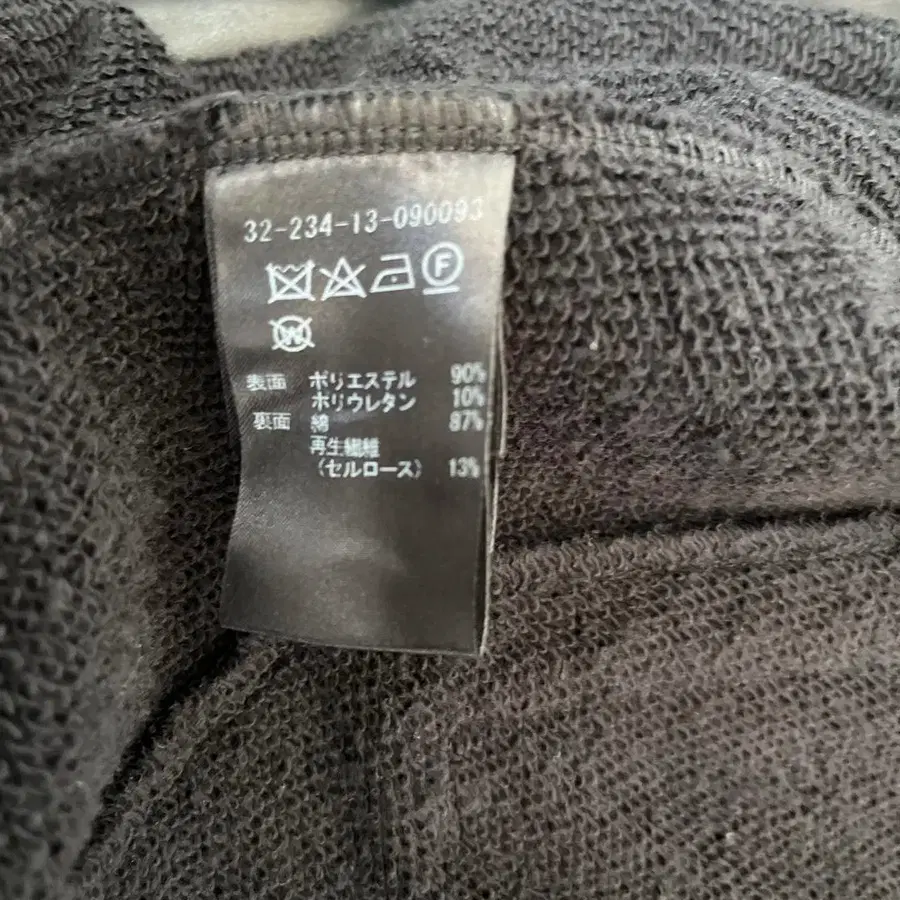 32-234-13-090093
F
W
表面 ポリエステル 90%
ポリウレタン 10%
裏面 綿 87%
再生繊維
(セルロース) 13%